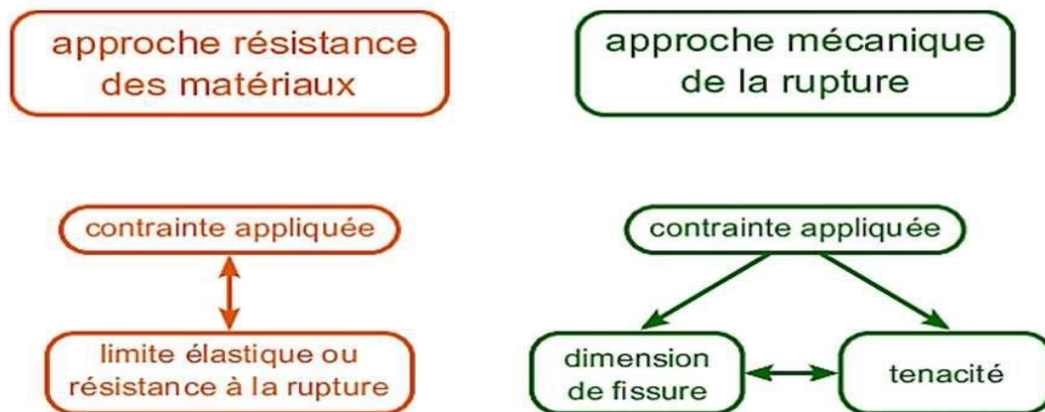 approche résistance
des matériaux
approche mécanique
de la rupture
contrainte appliquée
contrainte appliquée
limite élastique ou
résistance à la rupture
dimension
de fissure
tenacité